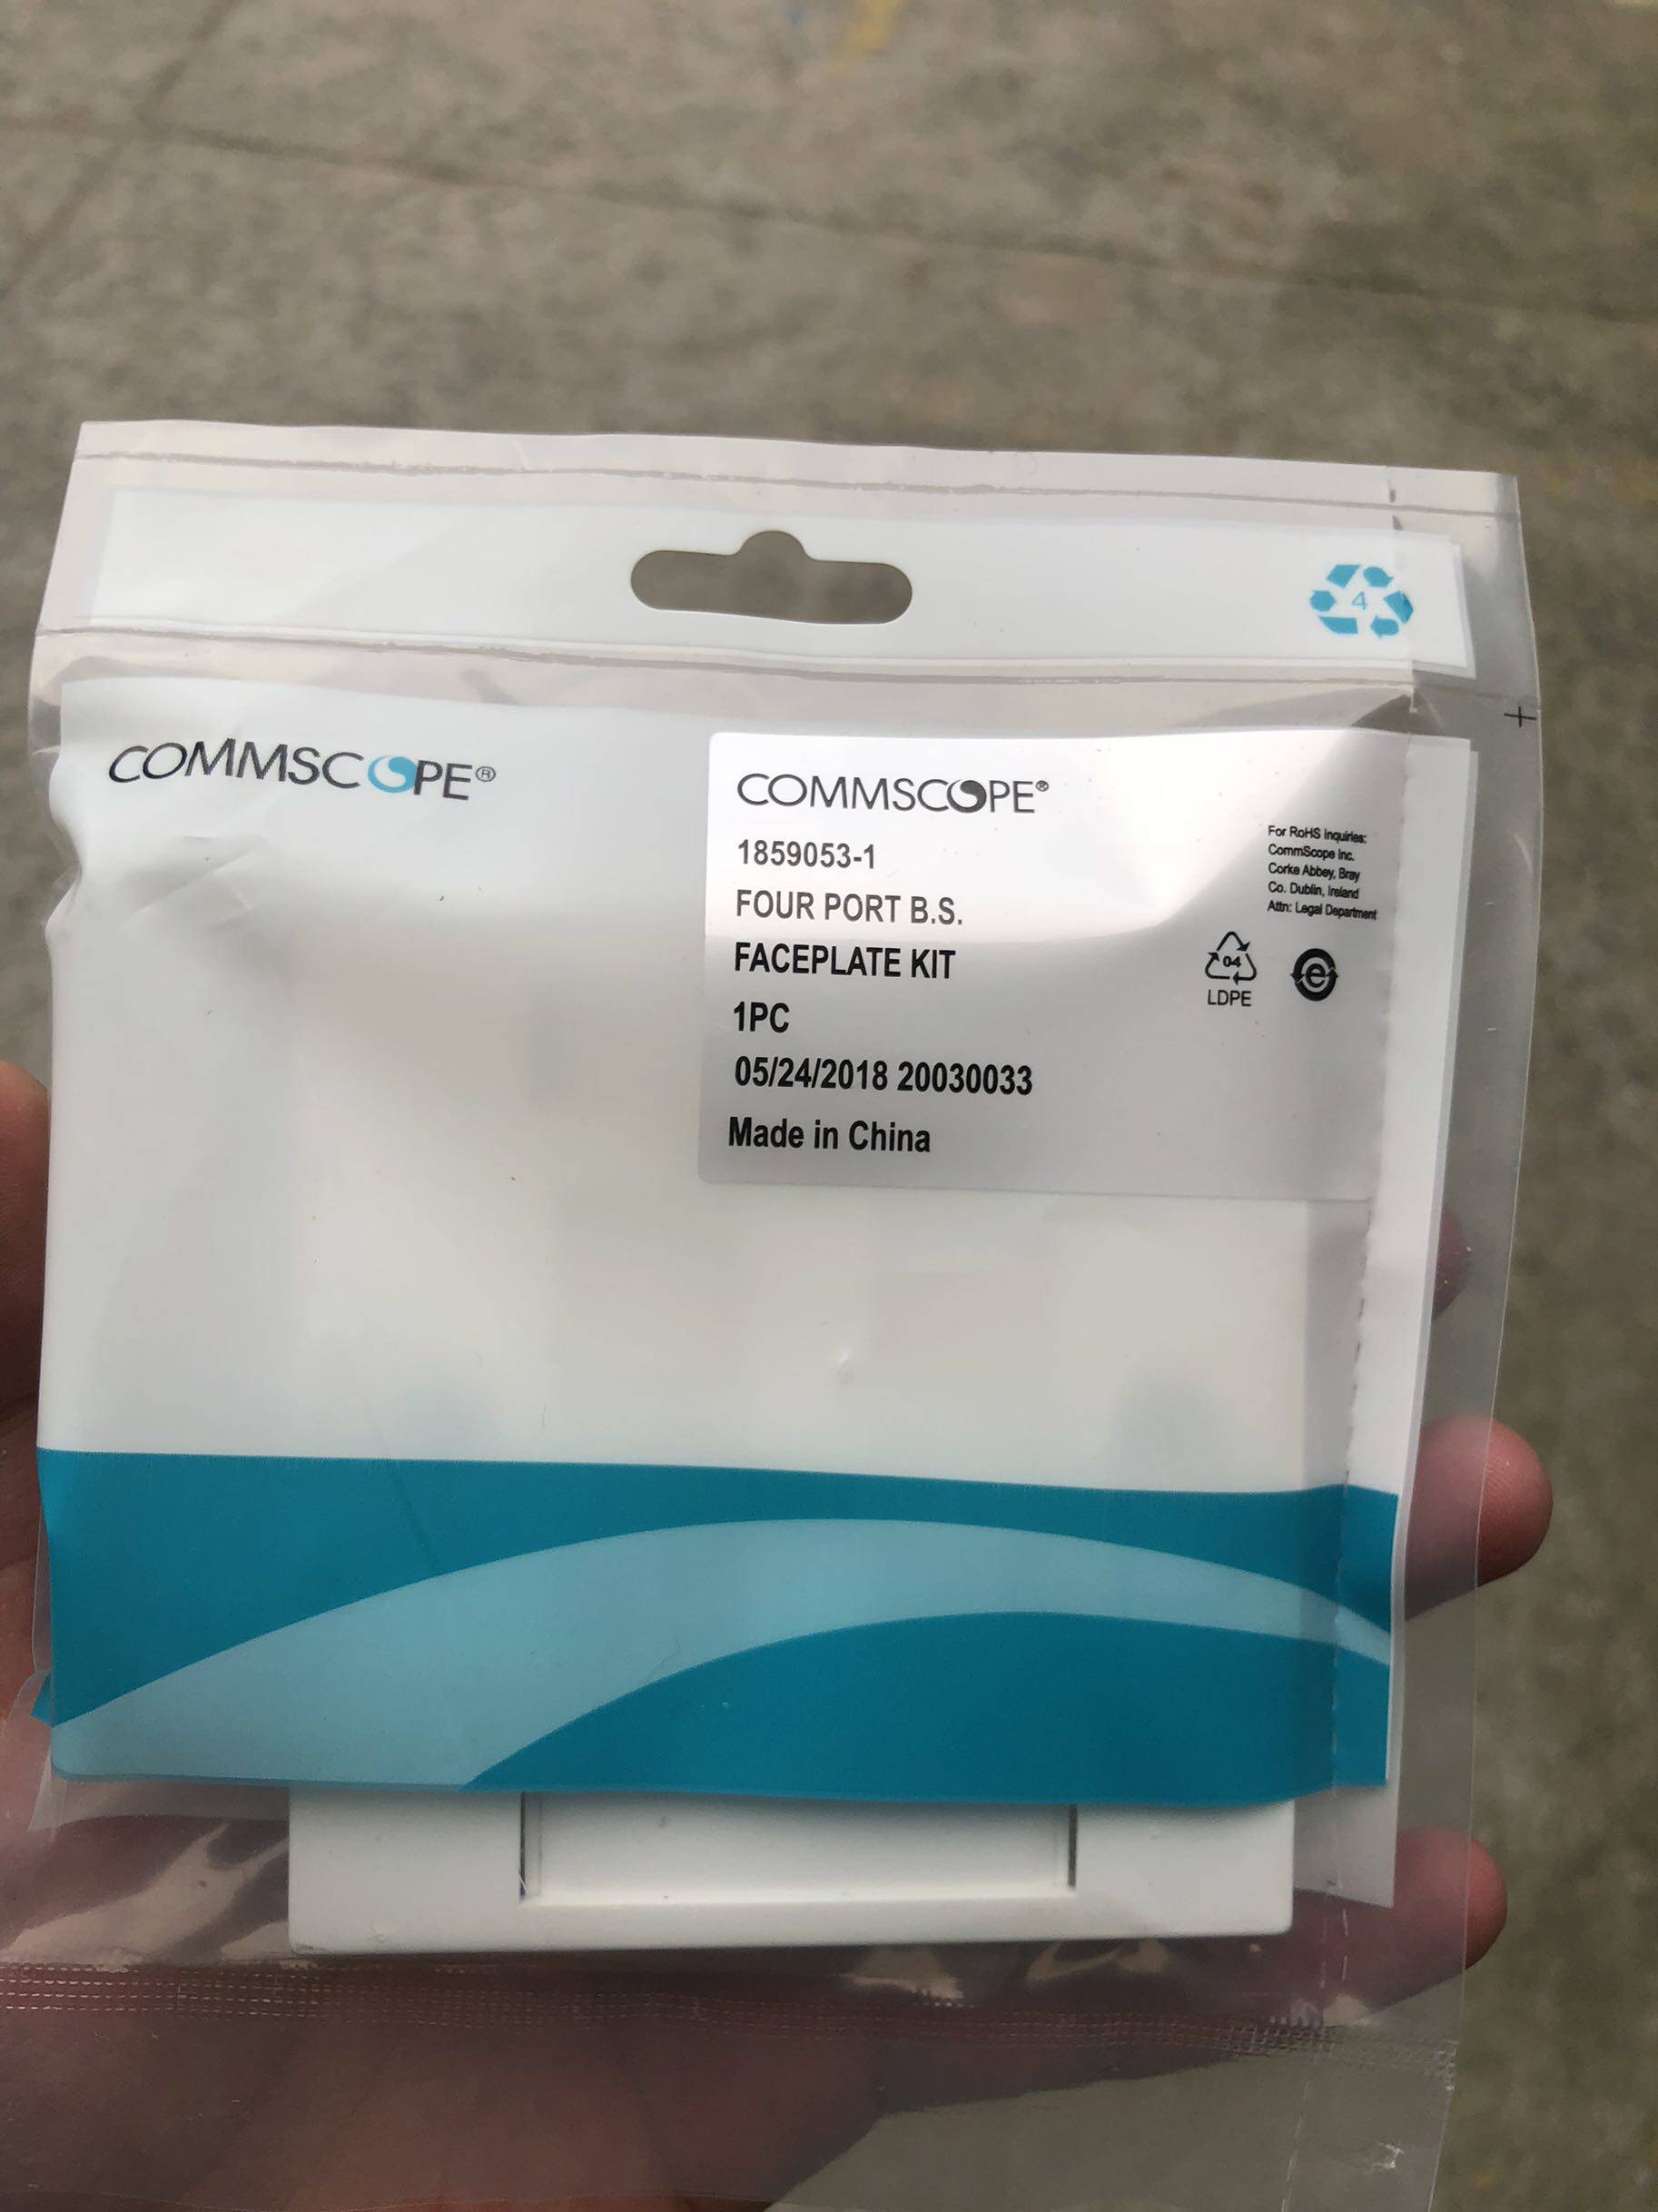 4
COMMSCOPE®
COMMSCOPE®
1859053-1
FOUR PORT B.S.
FACEPLATE KIT
1PC
05/24/2018 20030033
Made in China
For RoHS Inquiries:
CommScope Inc.
Corke Abbey, Bray
Co. Dublin, Ireland
Attn: Legal Department
04
LDPE
e